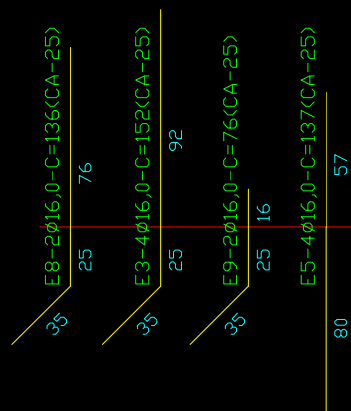 E8-2ø16,0-C=136(CA-25)
76
25
35
E3-4ø16,0-C=152(CA-25)
92
25
35
E9-2ø16,0-C=76(CA-25)
16
25
35
E5-4ø16,0-C=137(CA-25)
57
80